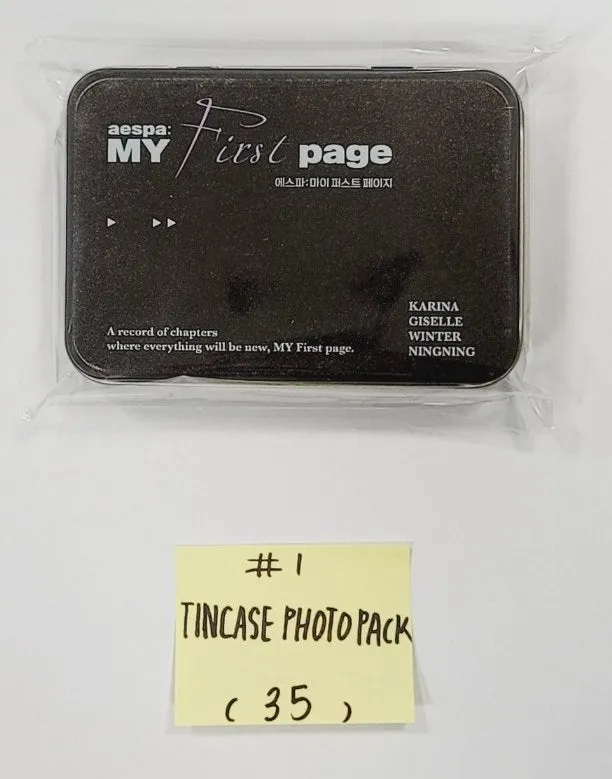 aespa:
MY First page
에스파:마이 퍼스트 페이지
A record of chapters
where everything will be new, MY First page.
KARINA
GISELLE
WINTER
NINGNING
#1
TINCASE PHOTO PACK
( 35 )